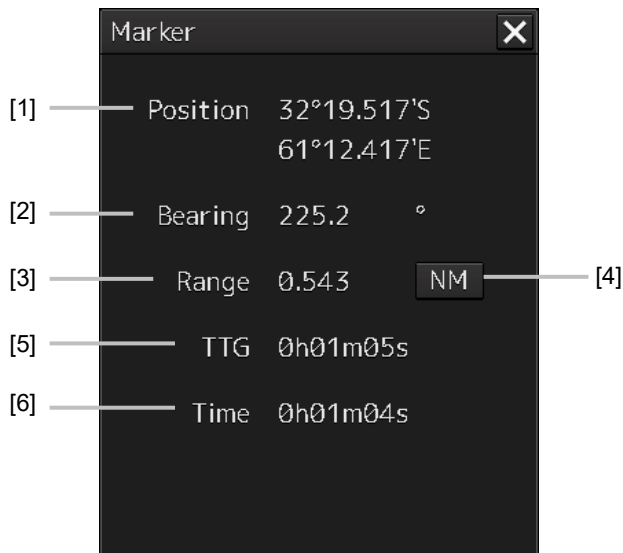 Marker
[1] Position 32°19.517'S
61°12.417'E
[2] Bearing 225.2 °
[3] Range 0.543 NM [4]
[5] TTG 0h01m05s
[6] Time 0h01m04s